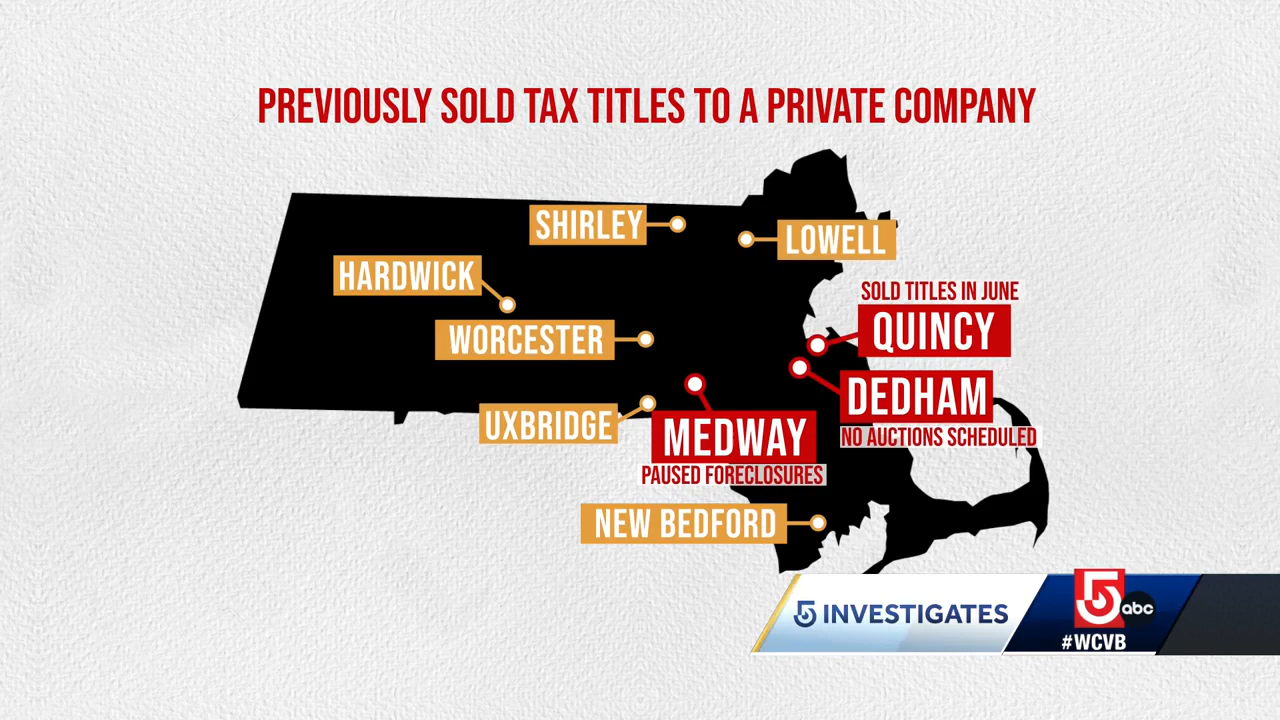 PREVIOUSLY SOLD TAX TITLES TO A PRIVATE COMPANY
SHIRLEY
LOWELL
HARDWICK
SOLD TITLES IN JUNE
QUINCY
WORCESTER
DEDHAM
NO AUCTIONS SCHEDULED
UXBRIDGE
MEDWAY
PAUSED FORECLOSURES
NEW BEDFORD
5 INVESTIGATES
5 abc
#WCVB